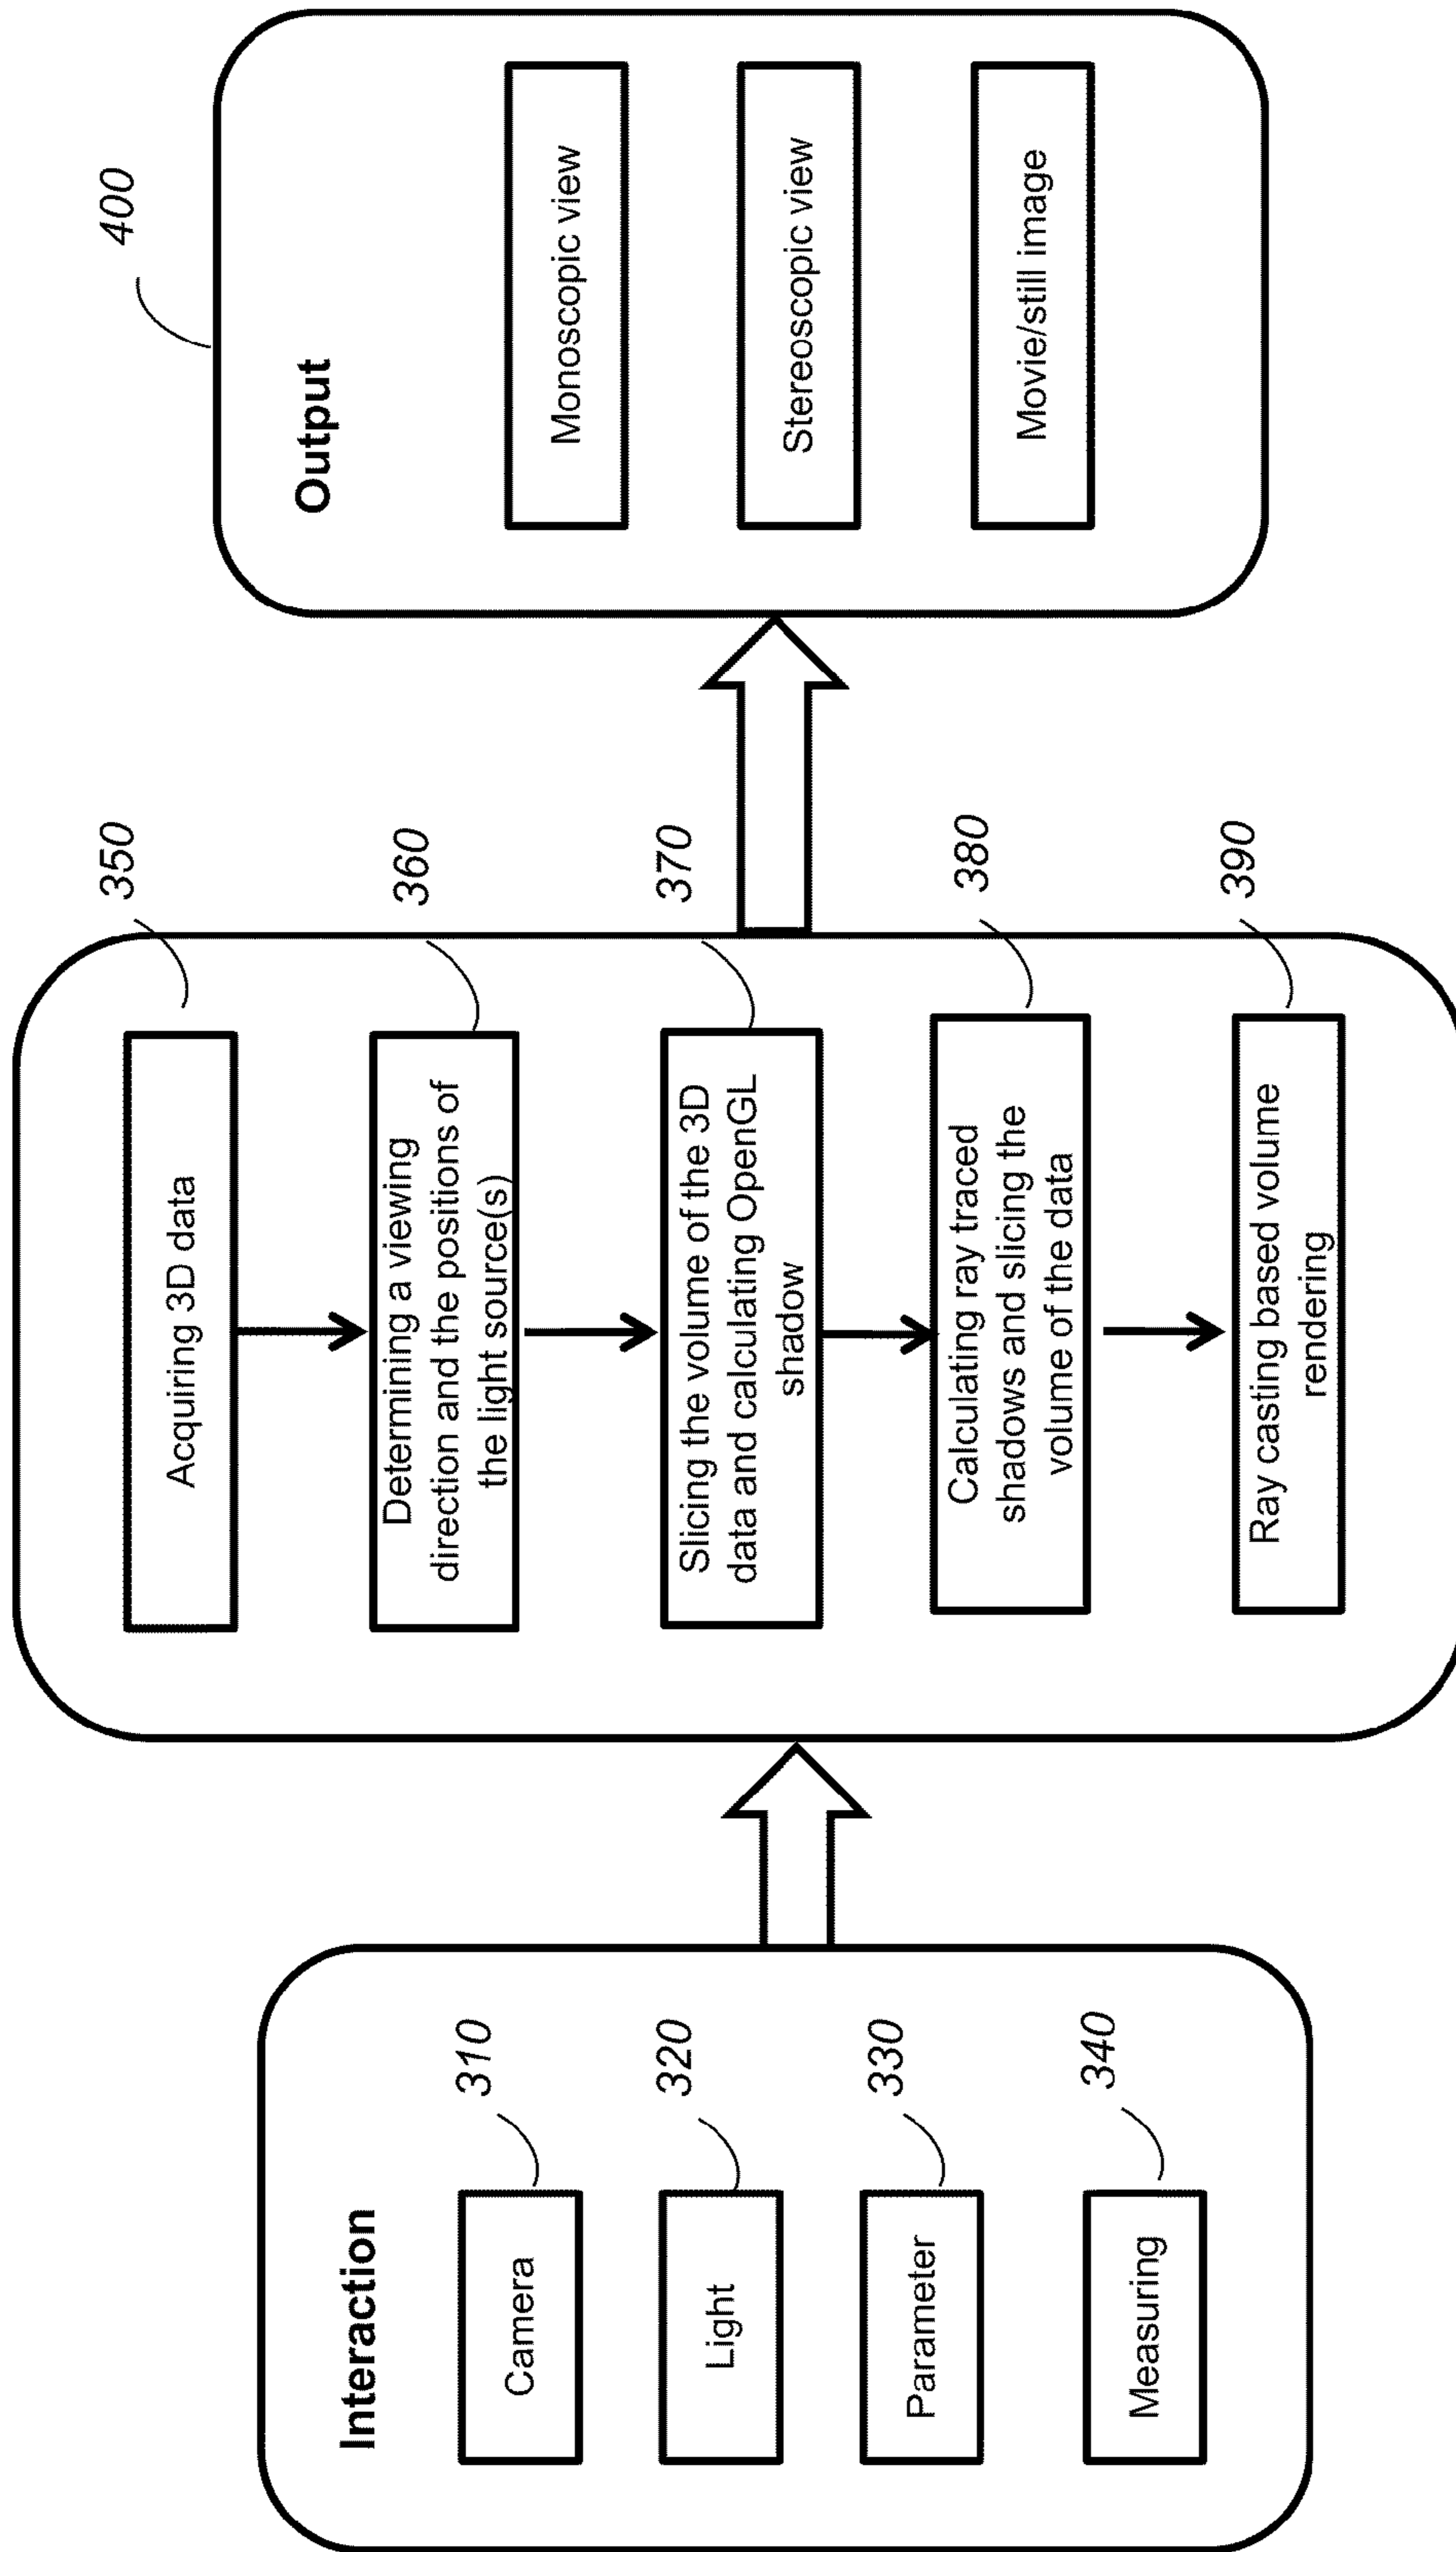 Interaction
Camera
310
Light
320
Parameter
330
Measuring
340
Acquiring 3D data
350
Determining a viewing
direction and the positions of
the light source(s)
360
Slicing the volume of the 3D
data and calculating OpenGL
shadow
370
Calculating ray traced
shadows and slicing the
volume of the data
380
Ray casting based volume
rendering
390
Output
400
Monoscopic view
Stereoscopic view
Movie/still image